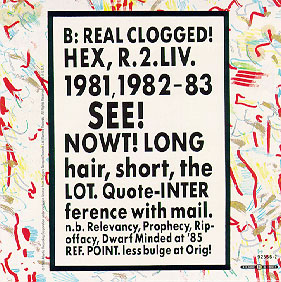 B: REAL CLOGGED!
HEX, R.2.LIV.
1981,1982-83
SEE!
NOWT! LONG
hair, short, the
LOT. Quote-INTER
ference with mail.
n.b. Relevancy, Prophecy, Rip-
offacy, Dwarf Minded at '85
REF. POINT. less bulge at Orig!